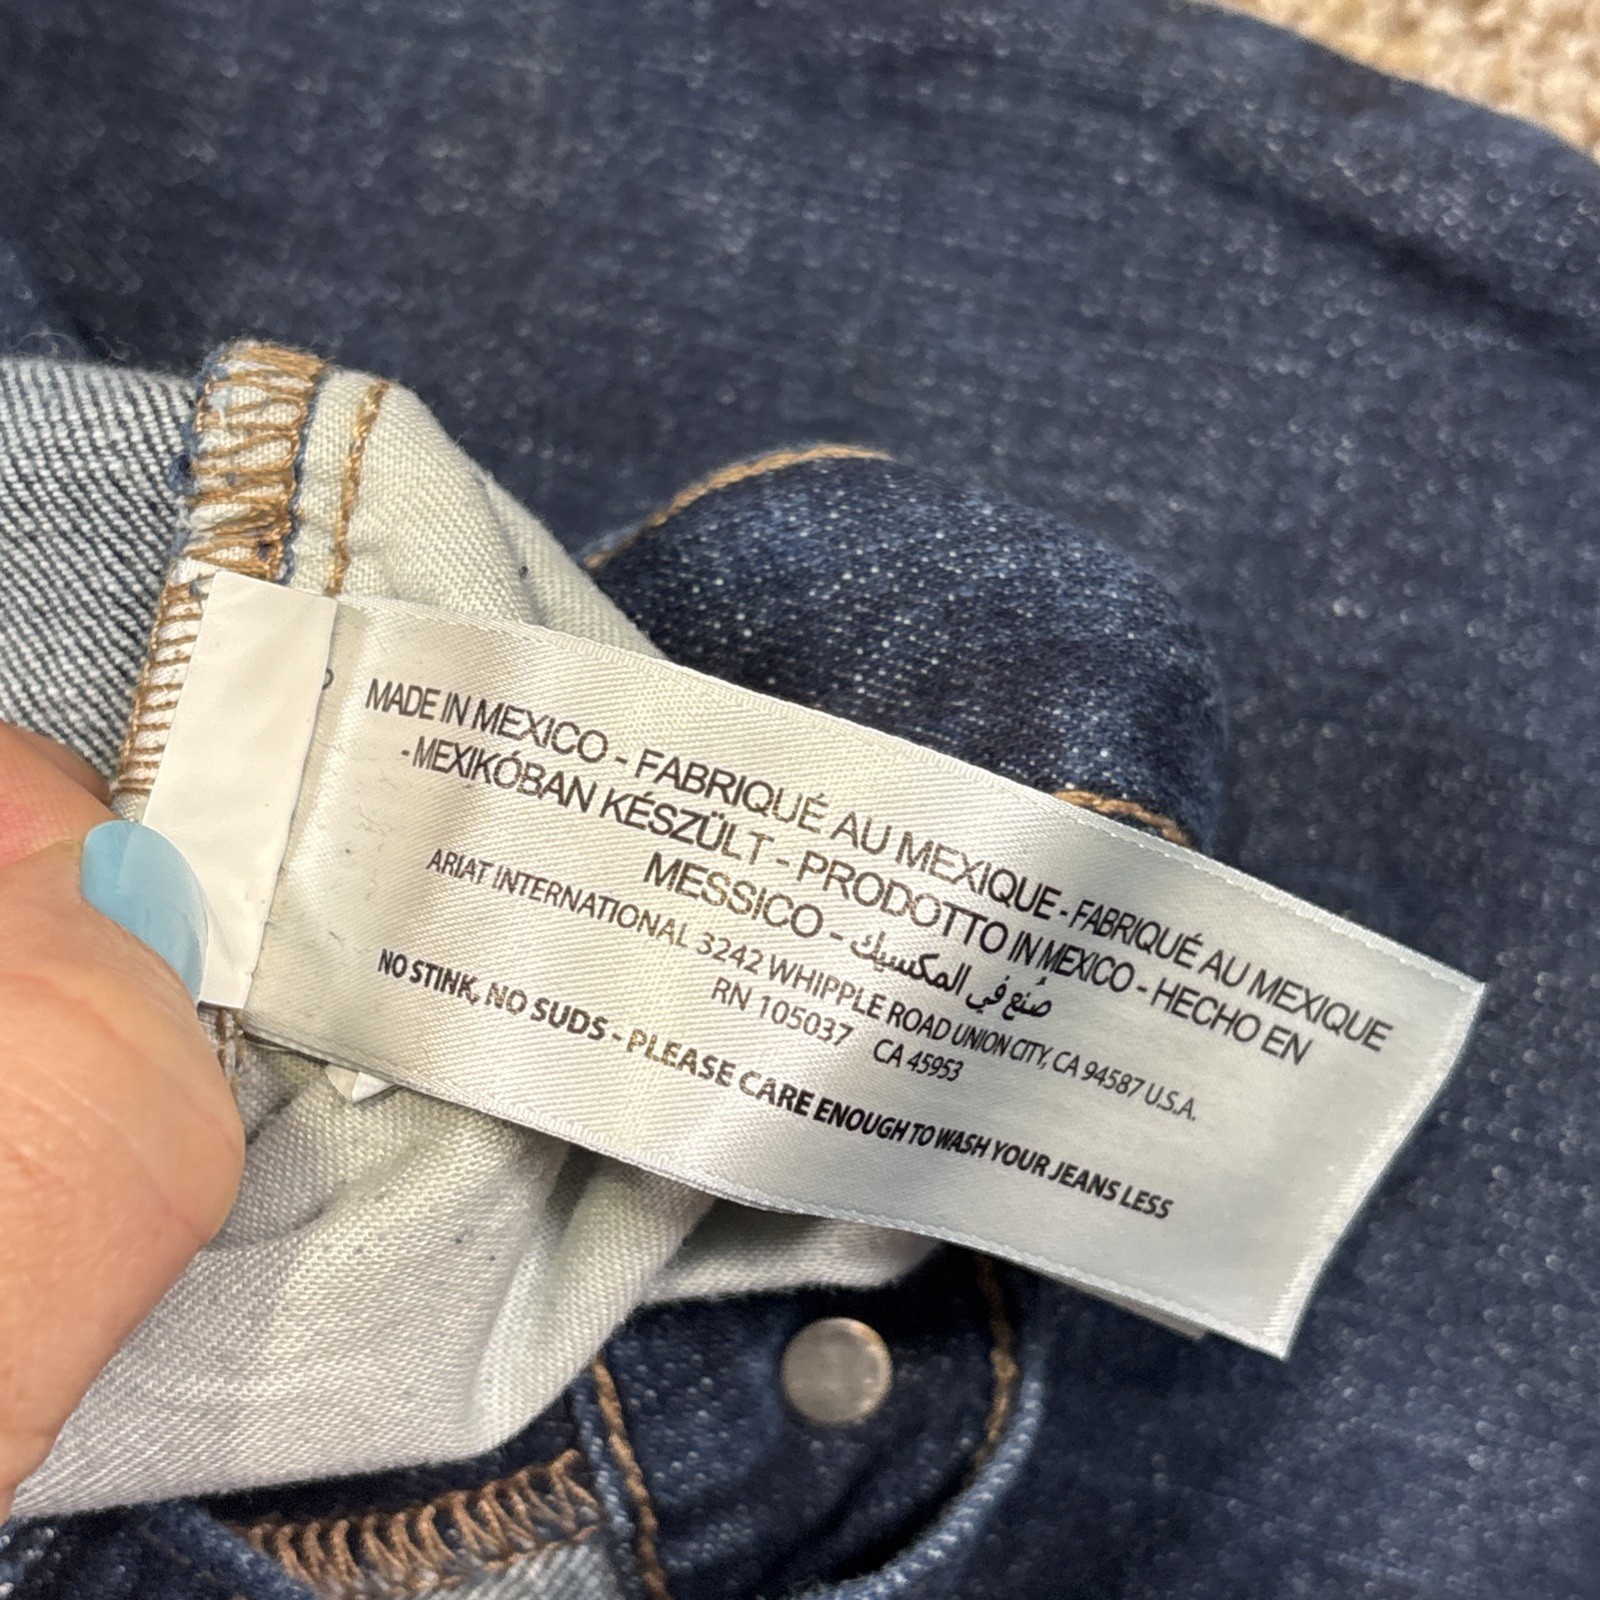 MADE IN MEXICO - FABRIQUÉ AU MEXIQUE - FABRIQUÉ AU MEXIQUE
- MEXIKÓBAN KÉSZÜLT - PRODOTTO IN MEXICO - HECHO EN
MESSICO - صُنع في المكسيك
ARIAT INTERNATIONAL 3242 WHIPPLE ROAD UNION CITY, CA 94587 U.S.A.
RN 105037 CA 45953
NO STINK, NO SUDS - PLEASE CARE ENOUGH TO WASH YOUR JEANS LESS